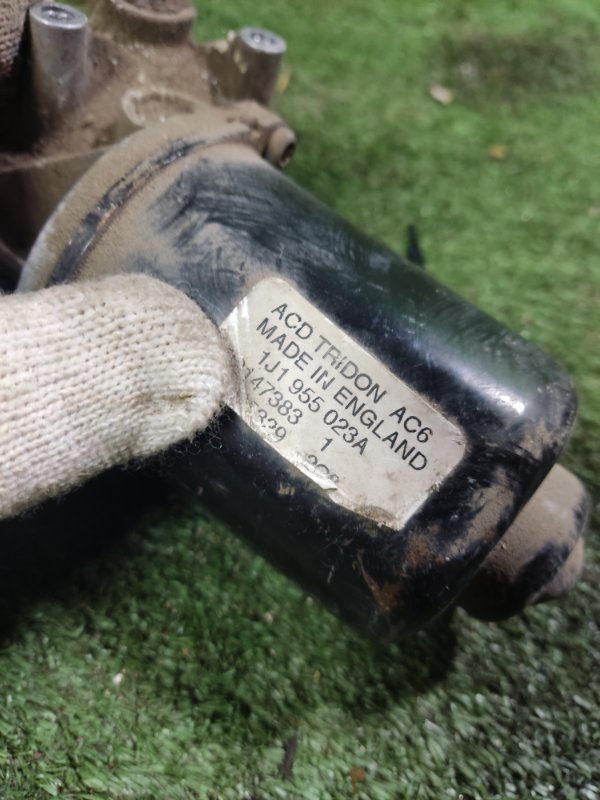 ACD TRiDON AC6
MADE IN ENGLAND
1J1 955 023A
147383 1